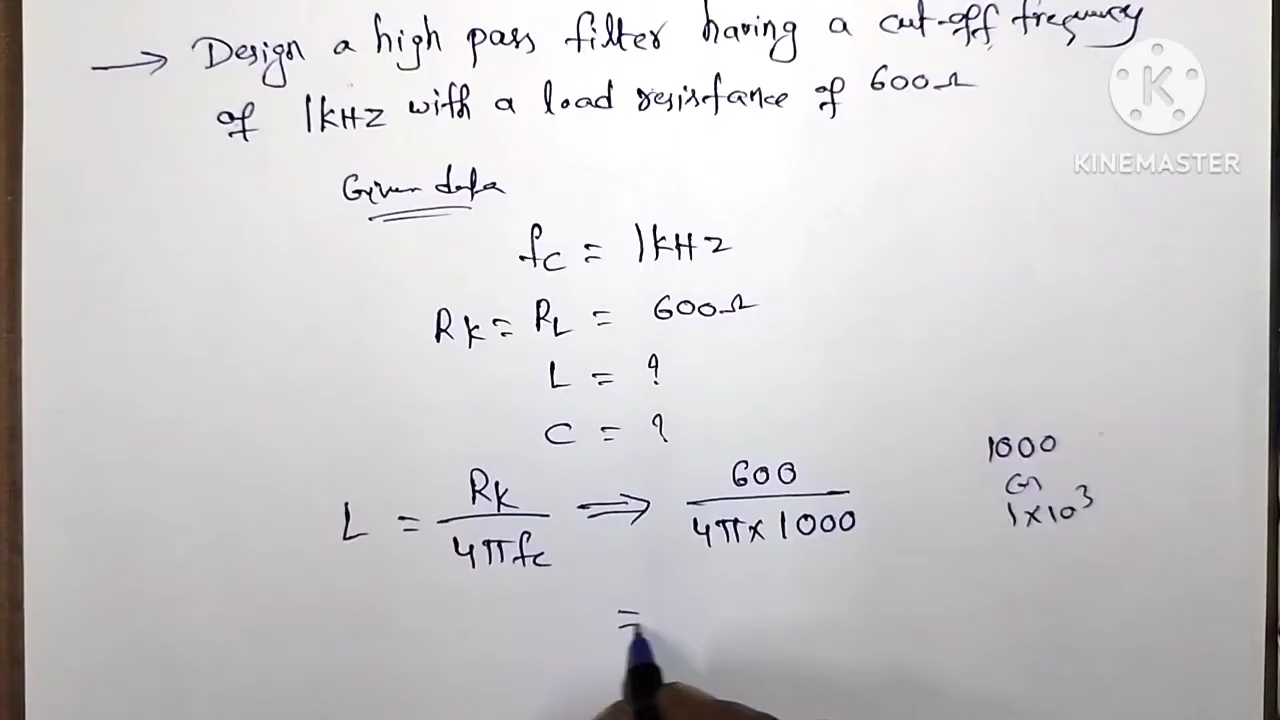 → Design a high pass filter having a cut-off frequency
of 1kHz with a load resistance of 600Ω
K
KINEMASTER
Given data
fc = 1kHz
RK = RL = 600Ω
L = ?
C = ?
1000
or
1×10³
L = RK/4πfc ⇒ 600/4π×1000
=